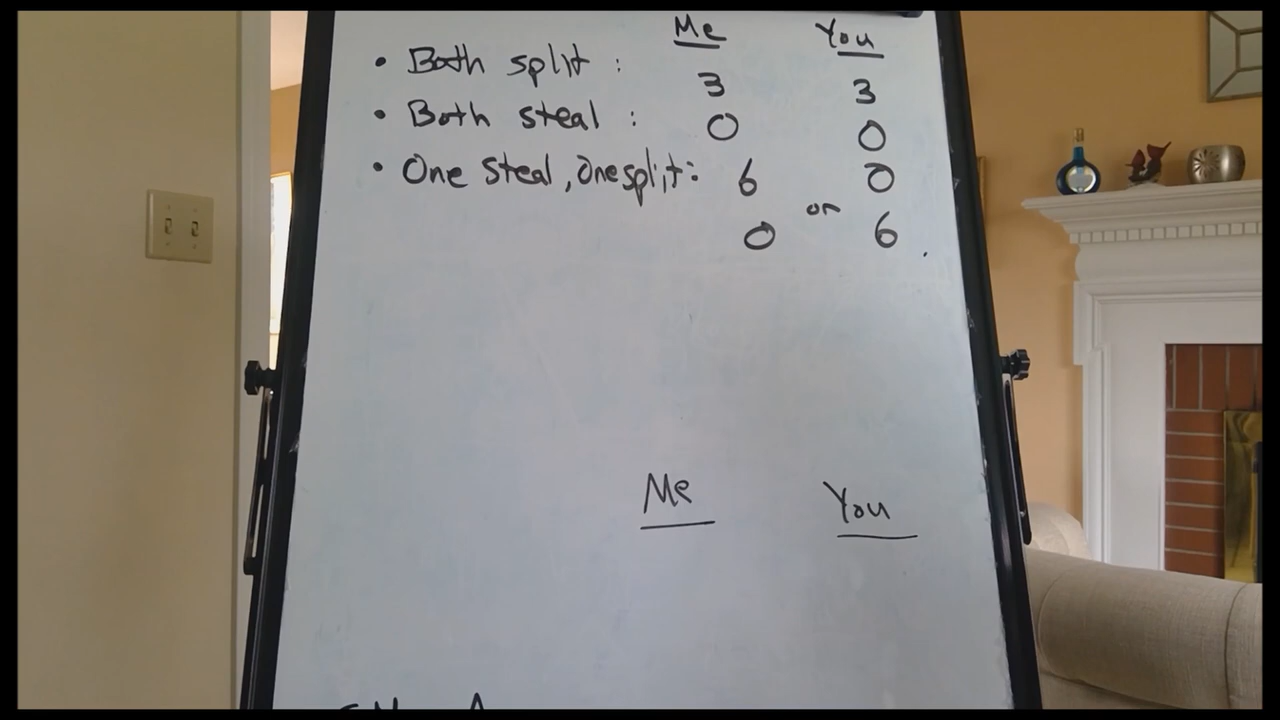 Me You
• Both split : 3 3
• Both steal : 0 0
• One steal, One split: 6 0
or
0 6
Me You